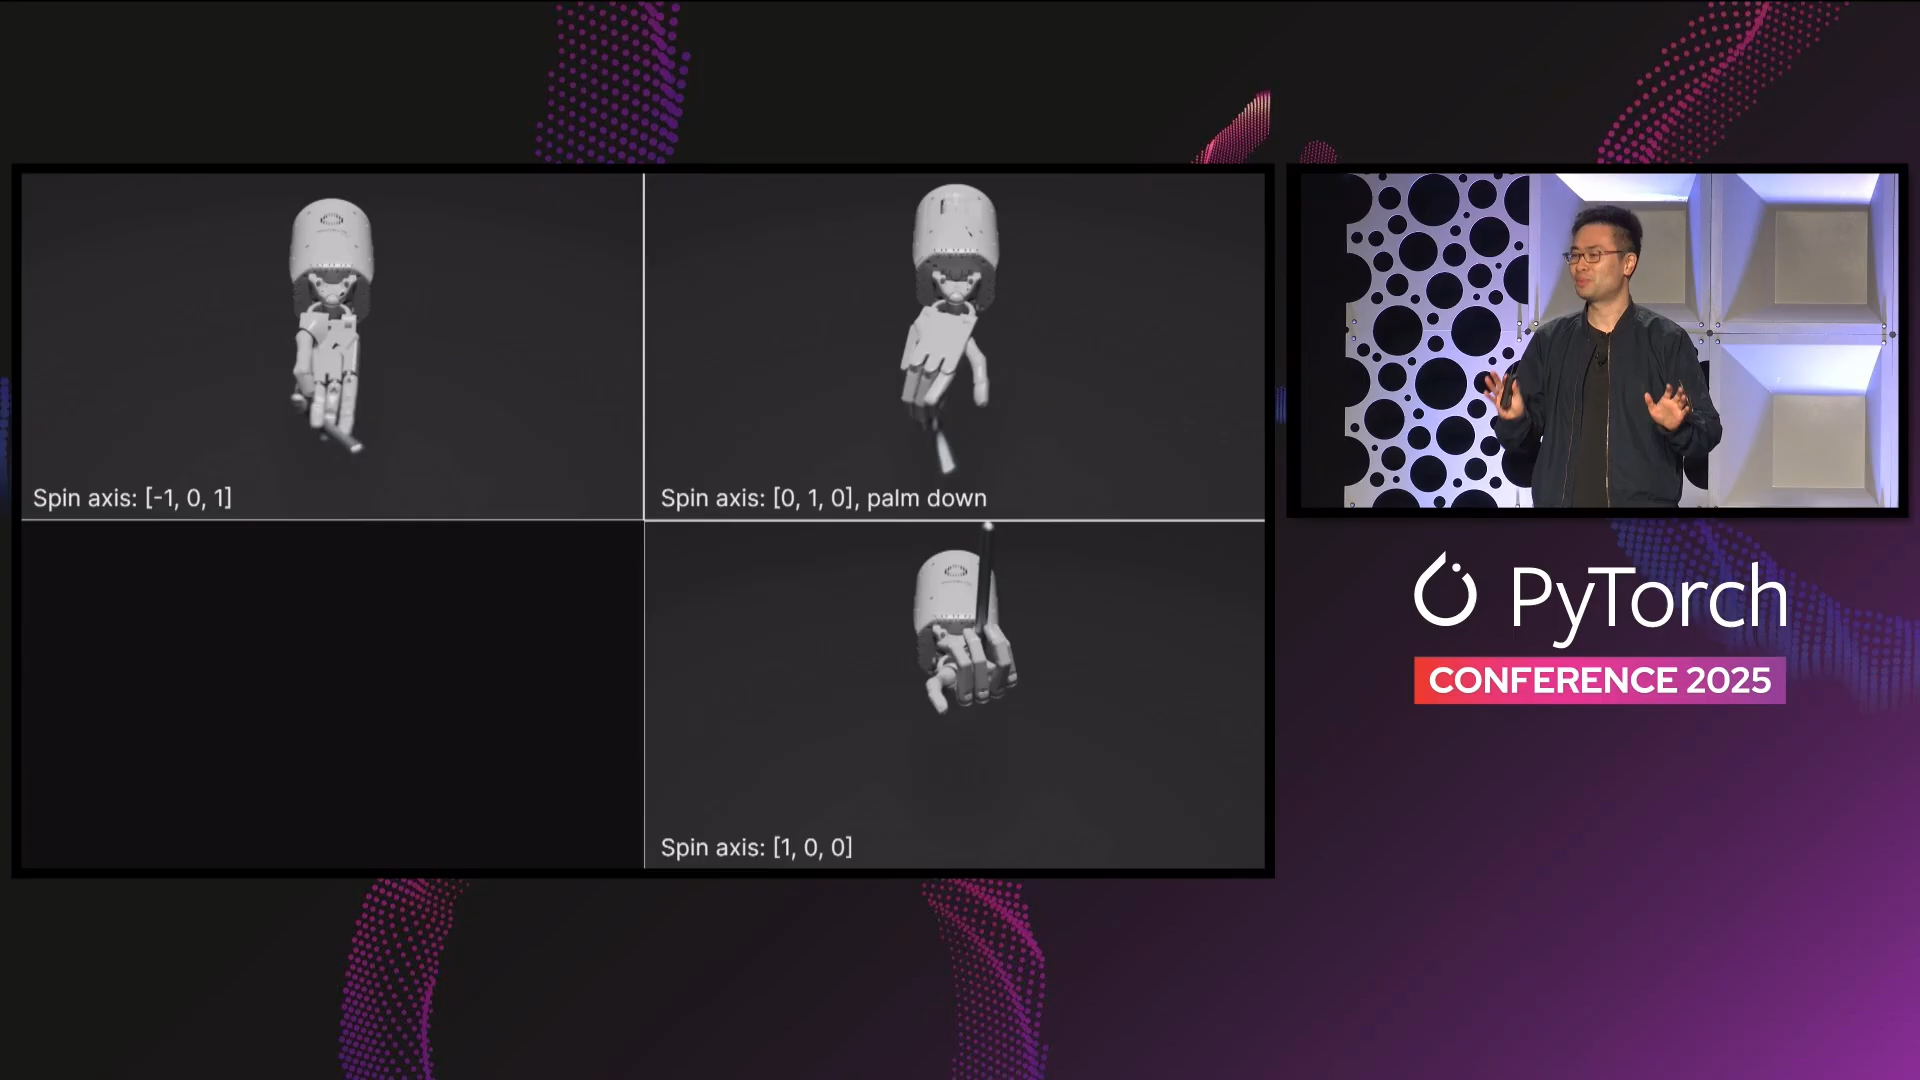 Spin axis: [-1, 0, 1]
Spin axis: [0, 1, 0], palm down
Spin axis: [1, 0, 0]
PyTorch
CONFERENCE 2025